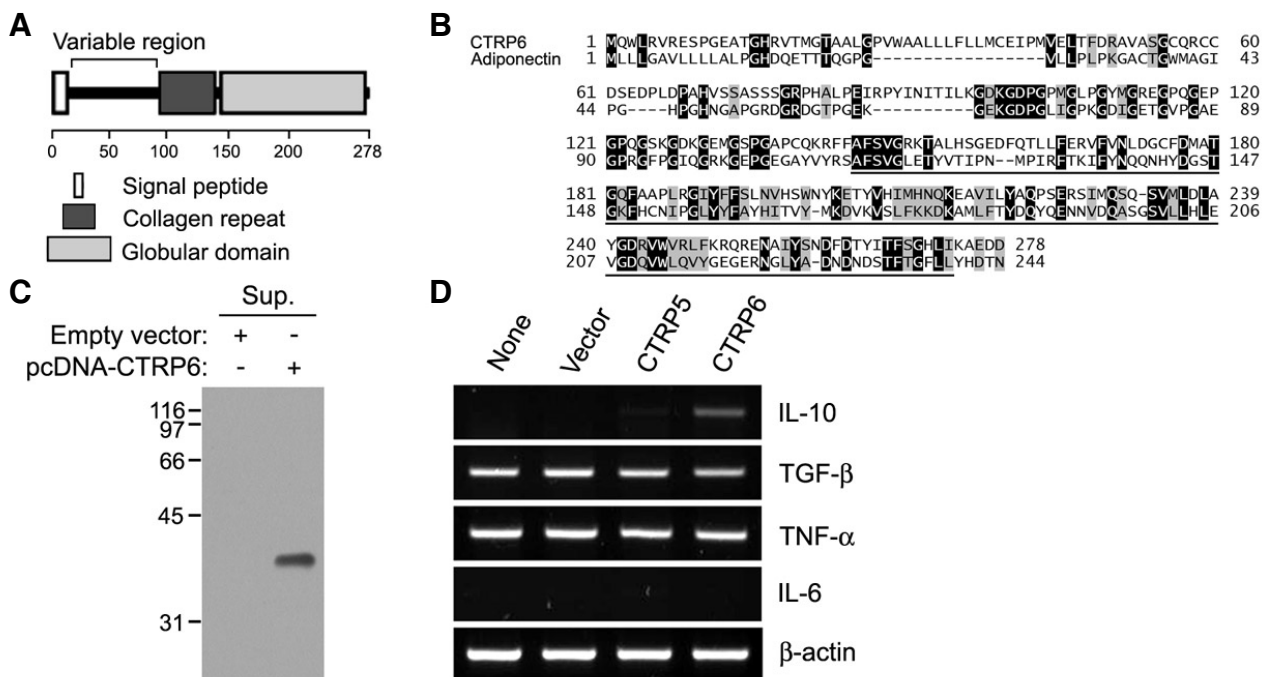 A
Variable region
0 50 100 150 200 278
Signal peptide
Collagen repeat
Globular domain
B
CTRP6 1 MQWLRVRESPGEATGHRVTMGTAALGPVWAALLLFLLMCEIPMVELTFDRAVASGCQRCC 60
Adiponectin 1 MLLLGAVLLLLALPGHDQETTTQGPG-----------------VLLPLPKGACTGWMAGI 43
61 DSEDPLDPAHVSSASSSGRPHALPEIRPYINITILKGDKGDPGPMGLPGYMGREGPQGEP 120
44 PG----HPGHNGAPGRDGRDGTPGEK----------GEKGDPGLIGPKGDIGETGVPGAE 89
121 GPQGSKGDKGEMGSPGAPCQKRFFAFSVGRKTALHSGEDFQTLLFERVFVNLDGCFDMAT 180
90 GPRGFPGIQGRKGEPGEGAYVYRSAFSVGLETYVTIPN--MPIRFTKIFYNQQNHYDGST 147
181 GQFAAPLRGIYFFSLNVHSWNYKETYVHIMHNQKEAVILYAQPSERSIMQSQ-SVMLDLA 239
148 GKFHCNIPGLYYFAYHITVY-MKDVKVSLFKKDKAMLFTYDQYQENNVDQASGSVLLHLE 206
240 YGDRVWVRLFKRQRENAIYSNDFDTYITFSGHLIKAEDD 278
207 VGDQVWLQVYGEGERNGLYA-DNDNDSTFTGFLLYHDTN 244
C
Sup.
Empty vector: + -
pcDNA-CTRP6: - +
116
97
66
45
31
D
None Vector CTRP5 CTRP6
IL-10
TGF-β
TNF-α
IL-6
β-actin